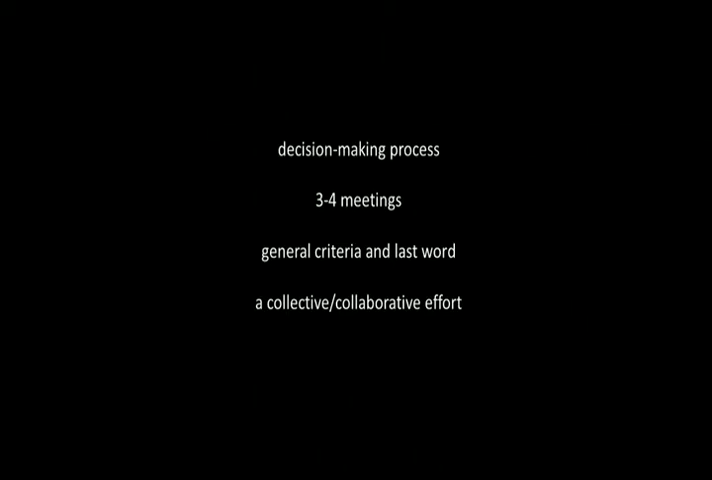 decision-making process
3-4 meetings
general criteria and last word
a collective/collaborative effort